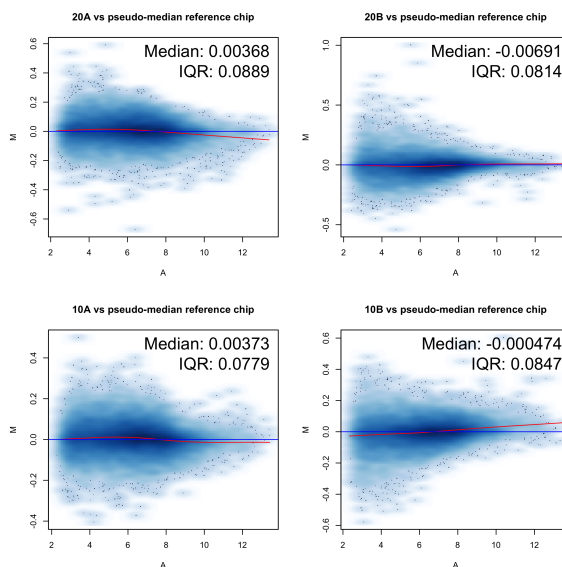 20A vs pseudo-median reference chip
Median: 0.00368
IQR: 0.0889
0.6
0.4
0.2
0.0
-0.2
-0.4
-0.6
M
2 4 6 8 10 12
A
20B vs pseudo-median reference chip
Median: -0.00691
IQR: 0.0814
1.0
0.5
0.0
-0.5
M
2 4 6 8 10 12
A
10A vs pseudo-median reference chip
Median: 0.00373
IQR: 0.0779
0.4
0.2
0.0
-0.2
-0.4
M
2 4 6 8 10 12
A
10B vs pseudo-median reference chip
Median: -0.000474
IQR: 0.0847
0.6
0.4
0.2
0.0
-0.2
-0.4
-0.6
M
2 4 6 8 10 12
A